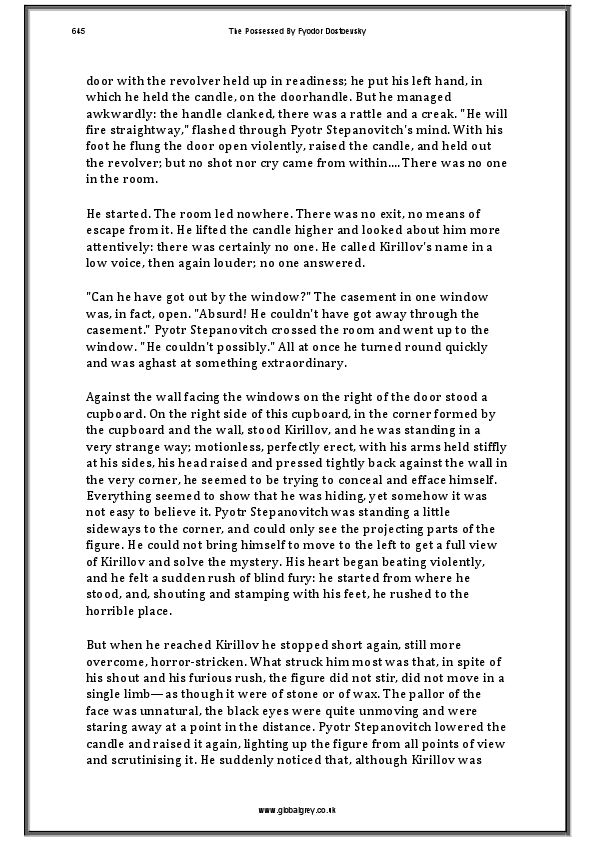 645
The Possessed By Fyodor Dostoevsky
door with the revolver held up in readiness; he put his left hand, in
which he held the candle, on the doorhandle. But he managed
awkwardly: the handle clanked, there was a rattle and a creak. "He will
fire straightway," flashed through Pyotr Stepanovitch's mind. With his
foot he flung the door open violently, raised the candle, and held out
the revolver; but no shot nor cry came from within.... There was no one
in the room.
He started. The room led nowhere. There was no exit, no means of
escape from it. He lifted the candle higher and looked about him more
attentively: there was certainly no one. He called Kirillov's name in a
low voice, then again louder; no one answered.
"Can he have got out by the window?" The casement in one window
was, in fact, open. "Absurd! He couldn't have got away through the
casement." Pyotr Stepanovitch crossed the room and went up to the
window. "He couldn't possibly." All at once he turned round quickly
and was aghast at something extraordinary.
Against the wall facing the windows on the right of the door stood a
cupboard. On the right side of this cupboard, in the corner formed by
the cupboard and the wall, stood Kirillov, and he was standing in a
very strange way; motionless, perfectly erect, with his arms held stiffly
at his sides, his head raised and pressed tightly back against the wall in
the very corner, he seemed to be trying to conceal and efface himself.
Everything seemed to show that he was hiding, yet somehow it was
not easy to believe it. Pyotr Stepanovitch was standing a little
sideways to the corner, and could only see the projecting parts of the
figure. He could not bring himself to move to the left to get a full view
of Kirillov and solve the mystery. His heart began beating violently,
and he felt a sudden rush of blind fury: he started from where he
stood, and, shouting and stamping with his feet, he rushed to the
horrible place.
But when he reached Kirillov he stopped short again, still more
overcome, horror-stricken. What struck him most was that, in spite of
his shout and his furious rush, the figure did not stir, did not move in a
single limb—as though it were of stone or of wax. The pallor of the
face was unnatural, the black eyes were quite unmoving and were
staring away at a point in the distance. Pyotr Stepanovitch lowered the
candle and raised it again, lighting up the figure from all points of view
and scrutinising it. He suddenly noticed that, although Kirillov was
www.globalgrey.co.uk